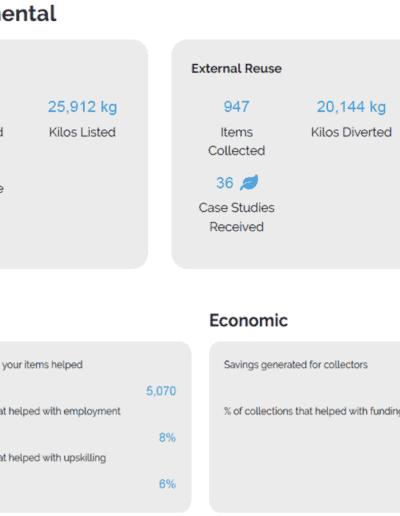 ental
25,912 kg
Kilos Listed
External Reuse
947
Items
Collected
20,144 kg
Kilos Diverted
36
Case Studies
Received
your items helped
5,070
at helped with employment
8%
at helped with upskilling
6%
Economic
Savings generated for collectors
% of collections that helped with funding